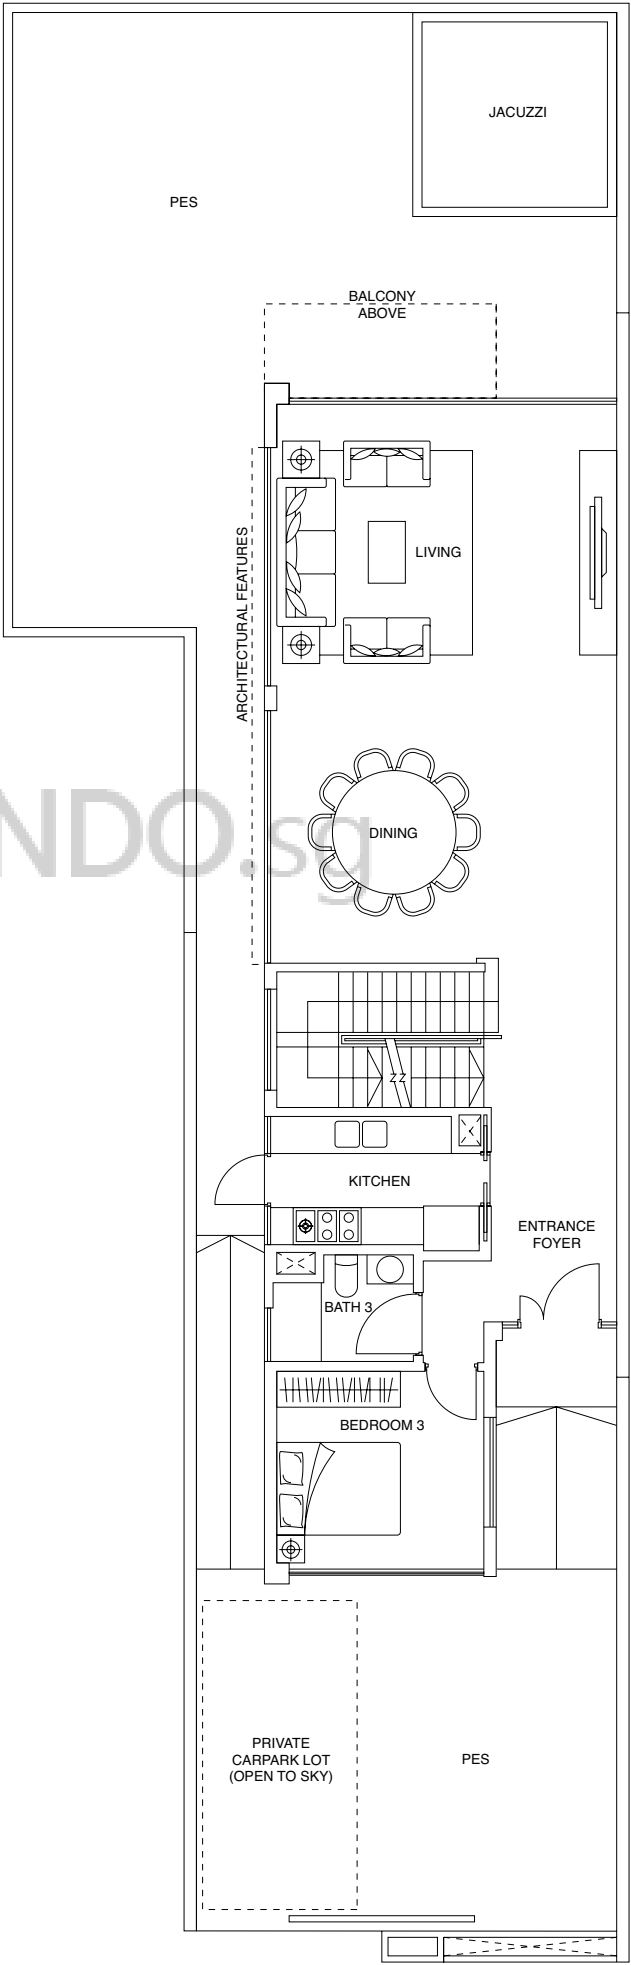 JACUZZI
PES
BALCONY
ABOVE
ARCHITECTURAL FEATURES
LIVING
NDO.sg
DINING
KITCHEN
ENTRANCE
FOYER
BATH 3
BEDROOM 3
PRIVATE
CARPARK LOT
(OPEN TO SKY)
PES